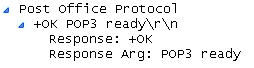 Post Office Protocol
+OK POP3 ready\r\n
Response: +OK
Response Arg: POP3 ready